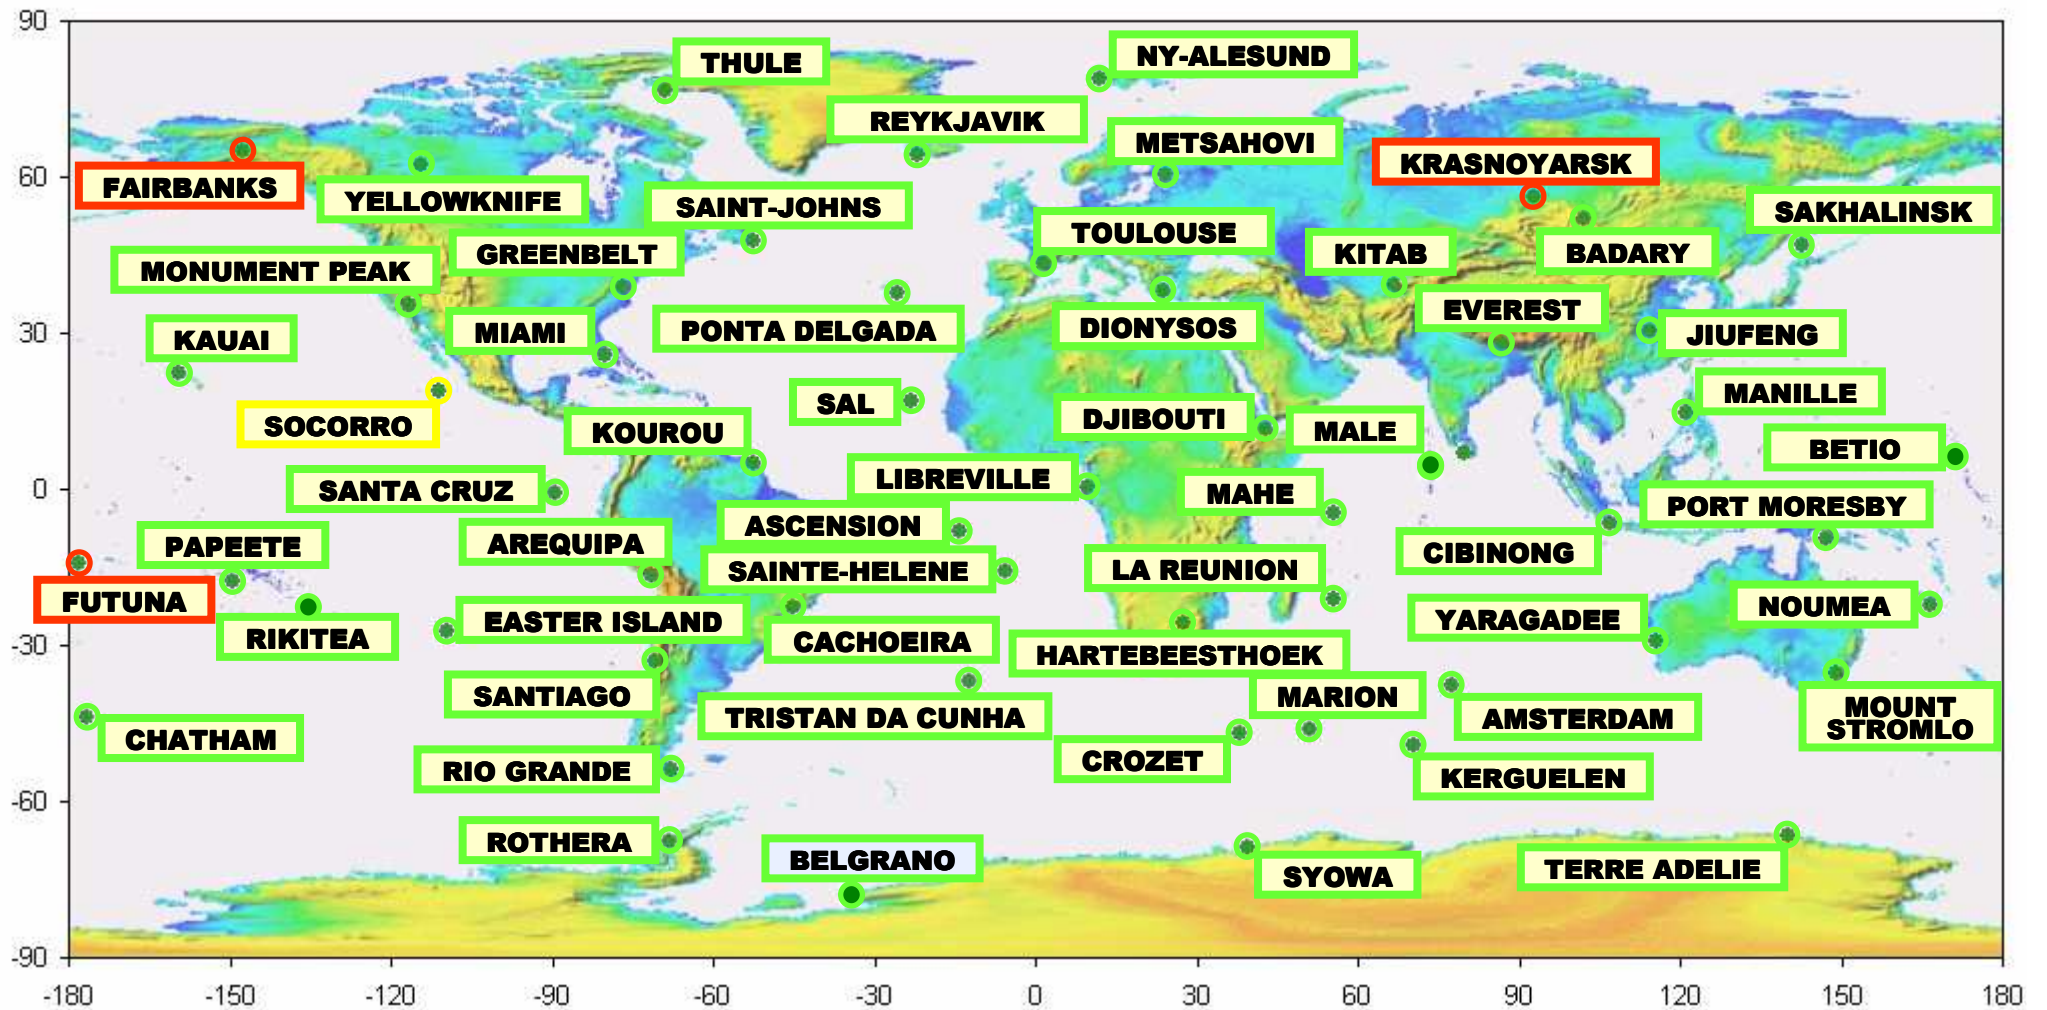 90
THULE
NY-ALESUND
REYKJAVIK
METSAHOVI
KRASNOYARSK
60
FAIRBANKS
YELLOWKNIFE
SAINT-JOHNS
SAKHALINSK
TOULOUSE
GREENBELT
KITAB
BADARY
MONUMENT PEAK
EVEREST
30
KAUAI
MIAMI
PONTA DELGADA
DIONYSOS
JIUFENG
MANILLE
SAL
SOCORRO
KOUROU
DJIBOUTI
MALE
BETIO
0
SANTA CRUZ
LIBREVILLE
MAHE
PORT MORESBY
ASCENSION
PAPEETE
AREQUIPA
CIBINONG
SAINTE-HELENE
LA REUNION
FUTUNA
NOUMEA
EASTER ISLAND
YARAGADEE
-30
RIKITEA
CACHOEIRA
HARTEBEESTHOEK
SANTIAGO
MARION
MOUNT
STROMLO
TRISTAN DA CUNHA
AMSTERDAM
CHATHAM
CROZET
RIO GRANDE
KERGUELEN
-60
ROTHERA
BELGRANO
TERRE ADELIE
SYOWA
-90
-180 -150 -120 -90 -60 -30 0 30 60 90 120 150 180